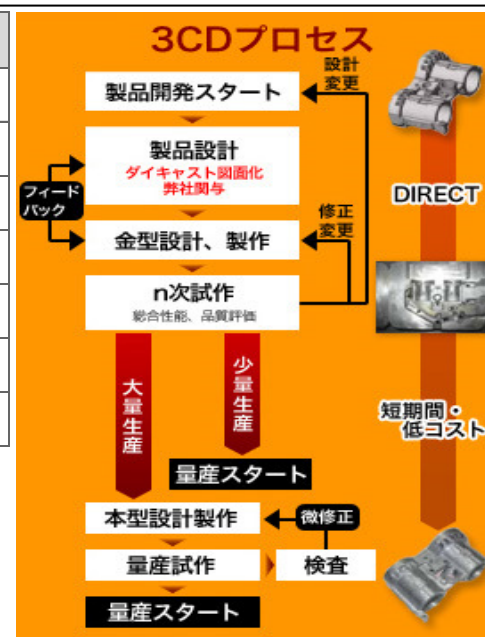 3CDプロセス
設計
変更
製品開発スタート
製品設計
ダイキャスト図面化
弊社関与
フィード
バック
修正
変更
金型設計、製作
n次試作
総合性能、品質評価
DIRECT
大量生産
少量生産
短期間・
低コスト
量産スタート
本型設計製作
微修正
量産試作
検査
量産スタート